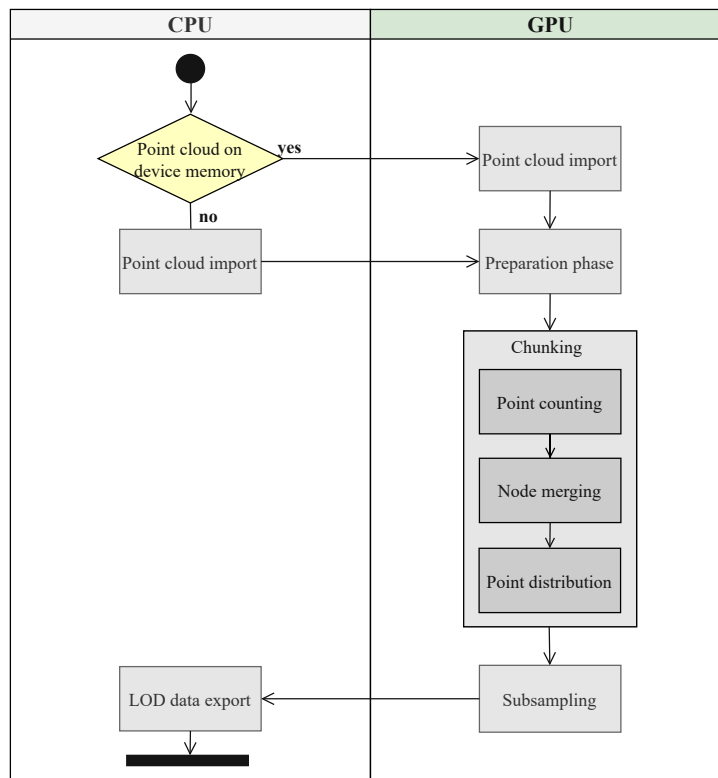 CPU
GPU
Point cloud on
device memory
yes
Point cloud import
no
Point cloud import
Preparation phase
Chunking
Point counting
Node merging
Point distribution
LOD data export
Subsampling